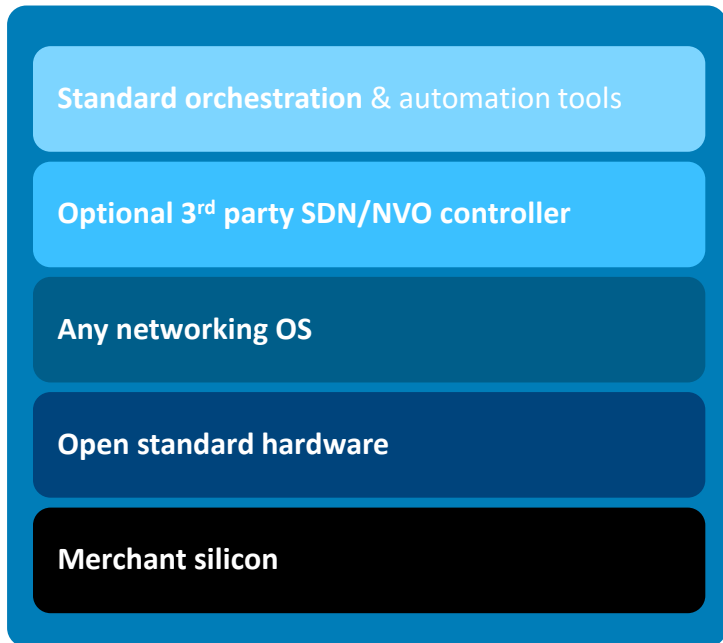 Standard orchestration & automation tools
Optional 3rd party SDN/NVO controller
Any networking OS
Open standard hardware
Merchant silicon